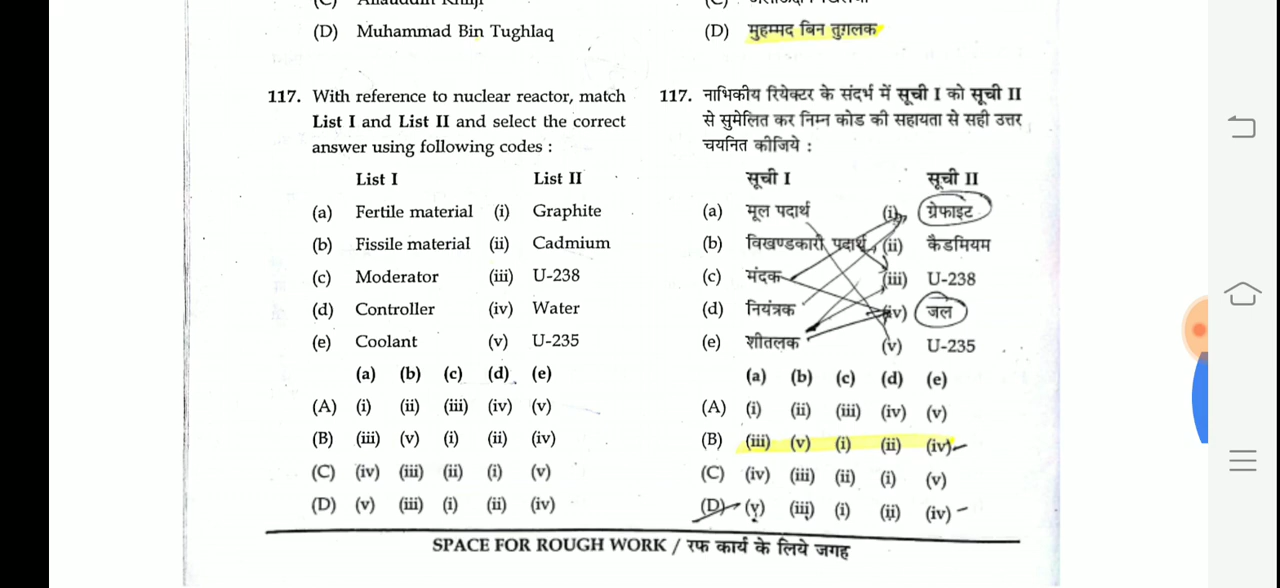 (D) Muhammad Bin Tughlaq
(D) मुहम्मद बिन तुग़लक
117. With reference to nuclear reactor, match
List I and List II and select the correct
answer using following codes :
List I List II
(a) Fertile material (i) Graphite
(b) Fissile material (ii) Cadmium
(c) Moderator (iii) U-238
(d) Controller (iv) Water
(e) Coolant (v) U-235
(a) (b) (c) (d) (e)
(A) (i) (ii) (iii) (iv) (v)
(B) (iii) (v) (i) (ii) (iv)
(C) (iv) (iii) (ii) (i) (v)
(D) (v) (iii) (i) (ii) (iv)
117. नाभिकीय रियेक्टर के संदर्भ में सूची I को सूची II
से सुमेलित कर निम्न कोड की सहायता से सही उत्तर
चयनित कीजिये :
सूची I सूची II
(a) मूल पदार्थ (i) ग्रेफाइट
(b) विखण्डकारी पदार्थ (ii) कैडमियम
(c) मंदक (iii) U-238
(d) नियंत्रक (iv) जल
(e) शीतलक (v) U-235
(a) (b) (c) (d) (e)
(A) (i) (ii) (iii) (iv) (v)
(B) (iii) (v) (i) (ii) (iv)
(C) (iv) (iii) (ii) (i) (v)
(D) (v) (iii) (i) (ii) (iv)
SPACE FOR ROUGH WORK / रफ कार्य के लिये जगह